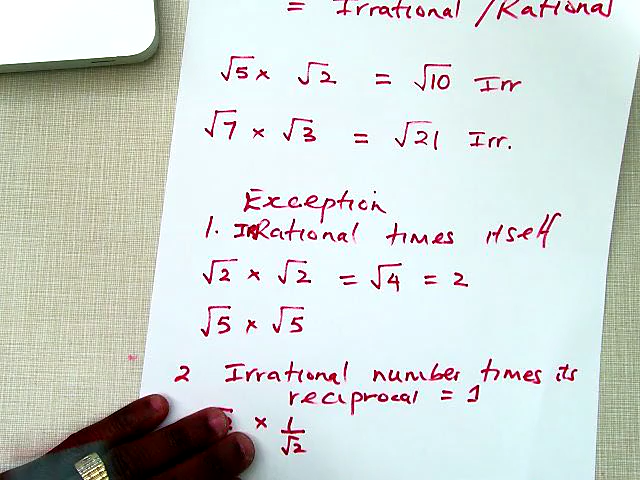 = Irrational / Rational
√5 × √2 = √10 Irr
√7 × √3 = √21 Irr.
Exception
1. IRRational times itself
√2 × √2 = √4 = 2
√5 × √5
2 Irrational number times its
reciprocal = 1
× 1/√2